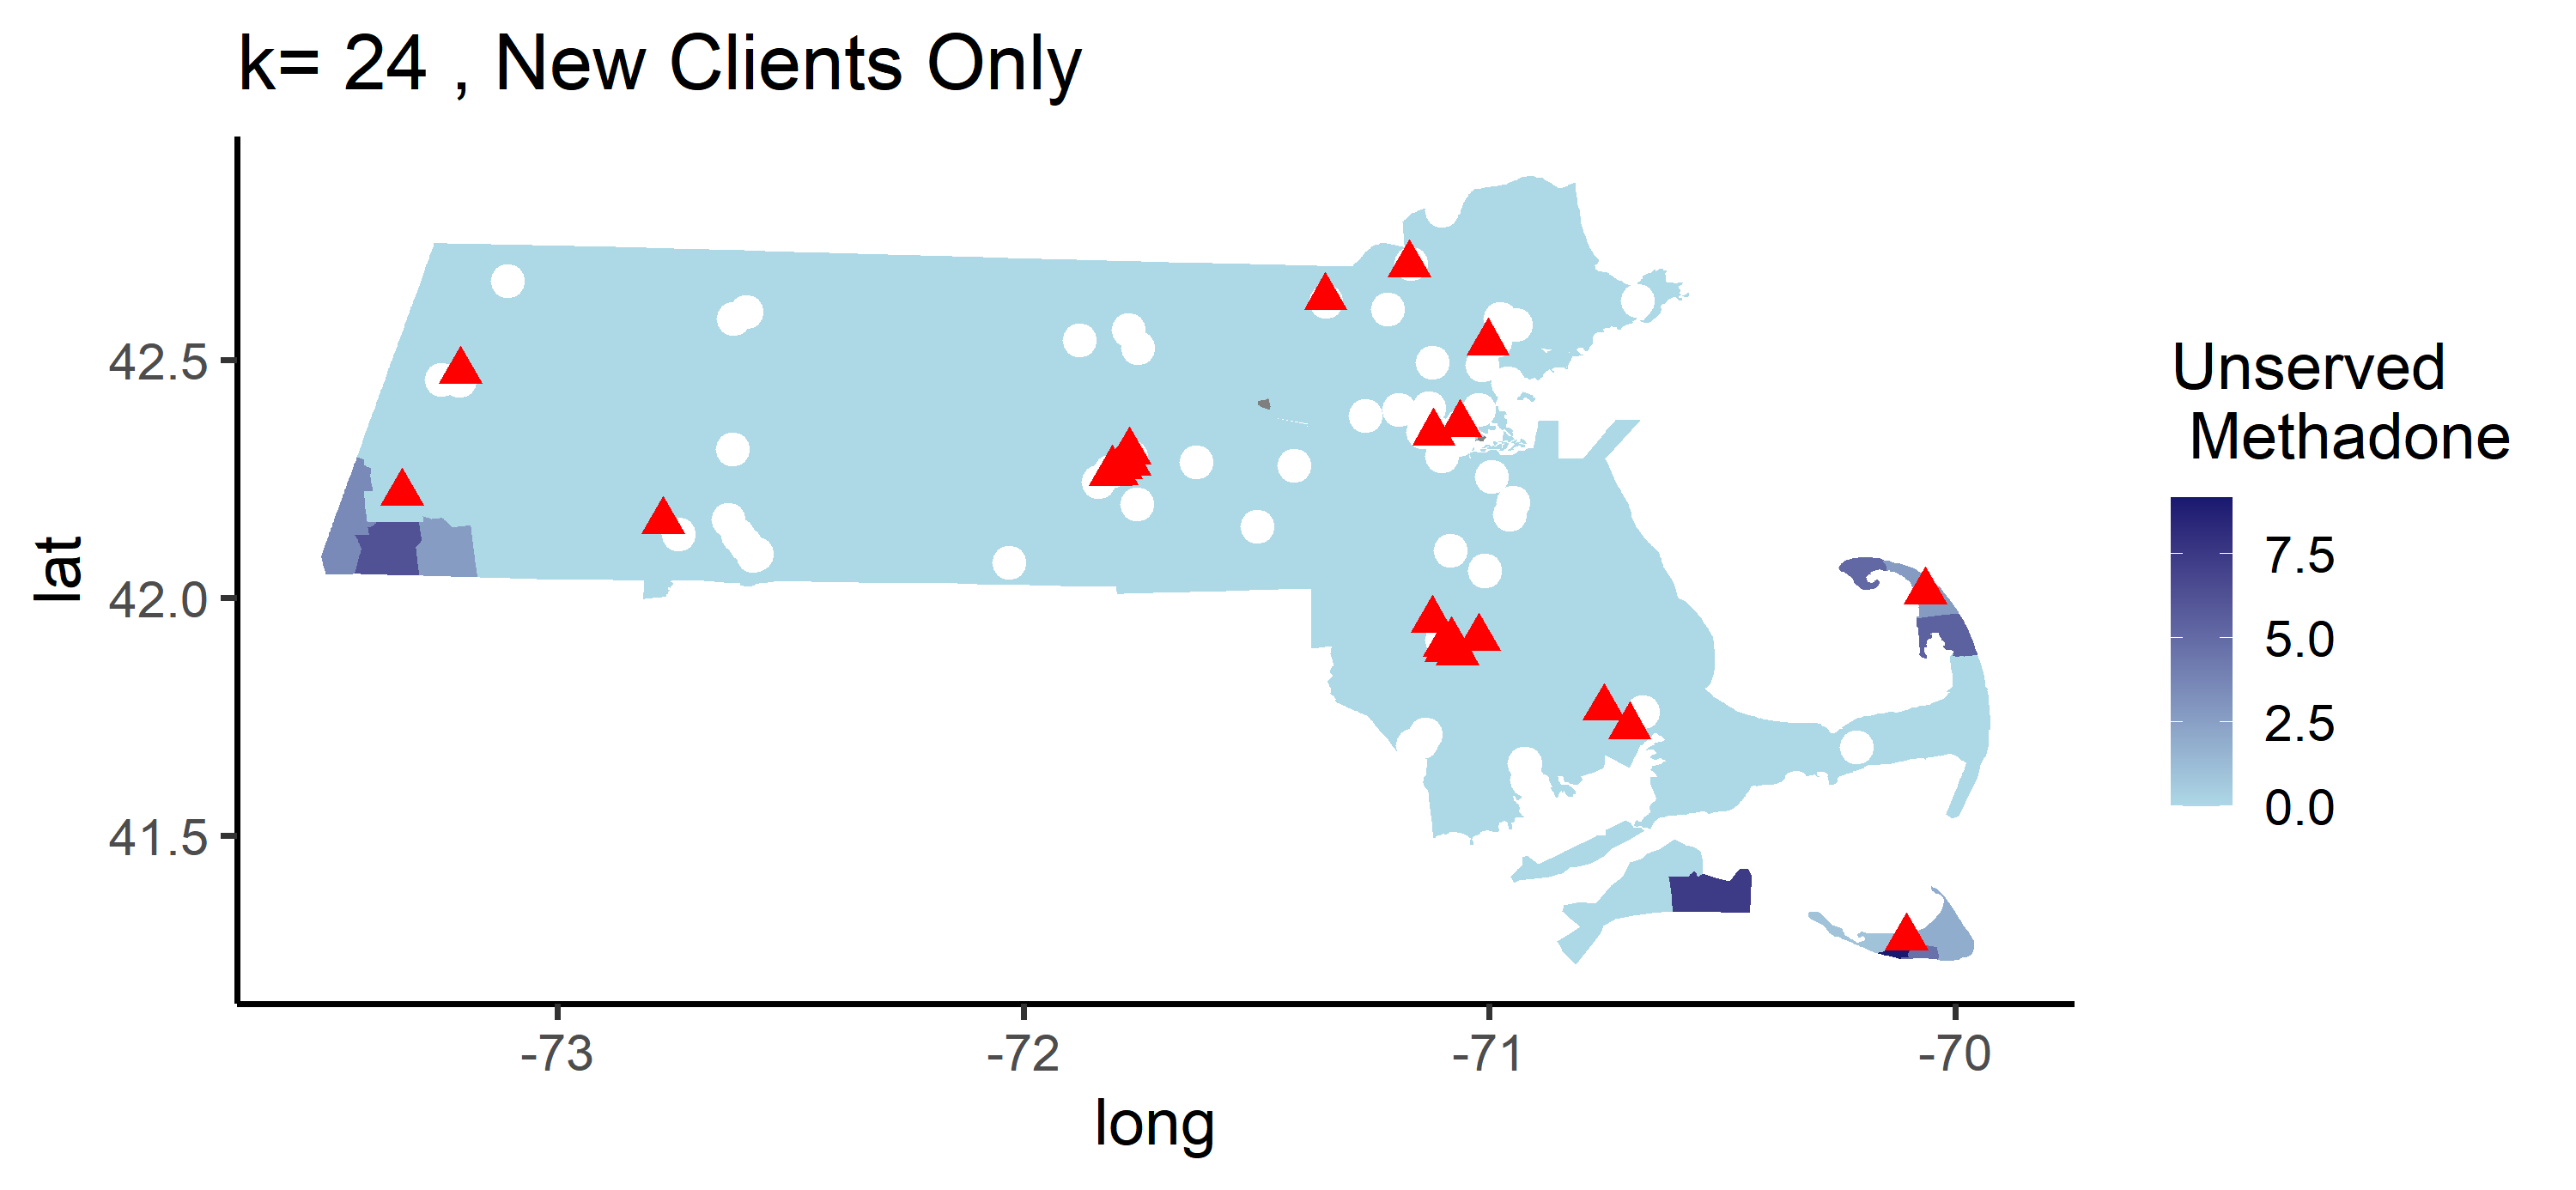 k= 24 , New Clients Only
lat
42.5
42.0
41.5
-73
-72
-71
-70
long
Unserved
Methadone
7.5
5.0
2.5
0.0